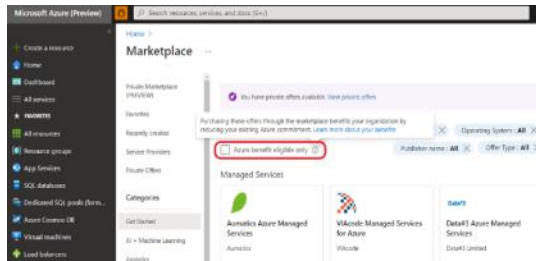 Microsoft Azure (Preview)
Search resources, services, and docs (G+/)
Create a resource
Home
Dashboard
All services
FAVORITES
All resources
Resource groups
App Services
SQL databases
Dedicated SQL pools (form...
Azure Cosmos DB
Virtual machines
Load balancers
Home >
Marketplace ...
Private Marketplace
(PREVIEW)
Favorites
Recently created
Service Providers
Private Offers
Categories
Get Started
AI + Machine Learning
Analytics
You have private offers available. View private offers
Purchasing these offers through the marketplace benefits your organization by
reducing your existing Azure commitment. Learn more about your benefits
Operating System : All
Azure benefit eligible only
Publisher name : All
Offer Type : All
Managed Services
Aumatics Azure Managed
Services
Aumatics
VIAcode Managed Services
for Azure
VIAcode
Data#3
Data#3 Azure Managed
Services
Data#3 Limited